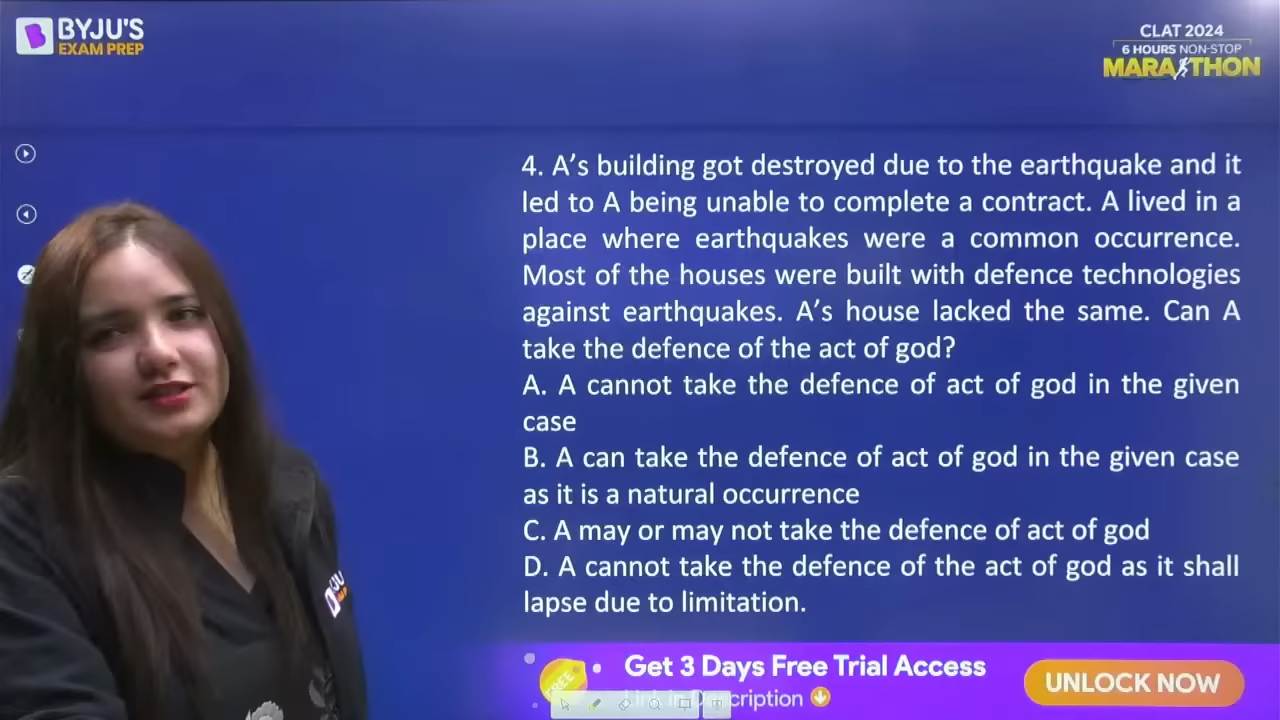 BYJU'S
EXAM PREP
CLAT 2024
6 HOURS NON-STOP
MARATHON
4. A’s building got destroyed due to the earthquake and it
led to A being unable to complete a contract. A lived in a
place where earthquakes were a common occurrence.
Most of the houses were built with defence technologies
against earthquakes. A’s house lacked the same. Can A
take the defence of the act of god?
A. A cannot take the defence of act of god in the given
case
B. A can take the defence of act of god in the given case
as it is a natural occurrence
C. A may or may not take the defence of act of god
D. A cannot take the defence of the act of god as it shall
lapse due to limitation.
BYJU
FREE
Get 3 Days Free Trial Access
UNLOCK NOW